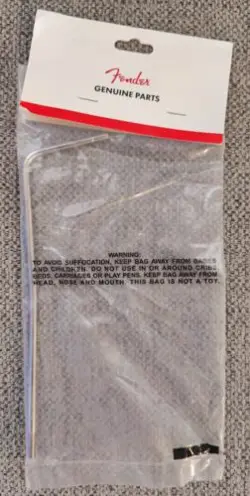 Fender
GENUINE PARTS
WARNING:
TO AVOID SUFFOCATION, KEEP BAG AWAY FROM BABIES
AND CHILDREN. DO NOT USE IN OR AROUND CRIBS
BEDS, CARRIAGES OR PLAY PENS. KEEP BAG AWAY FROM
HEAD, NOSE AND MOUTH. THIS BAG IS NOT A TOY.